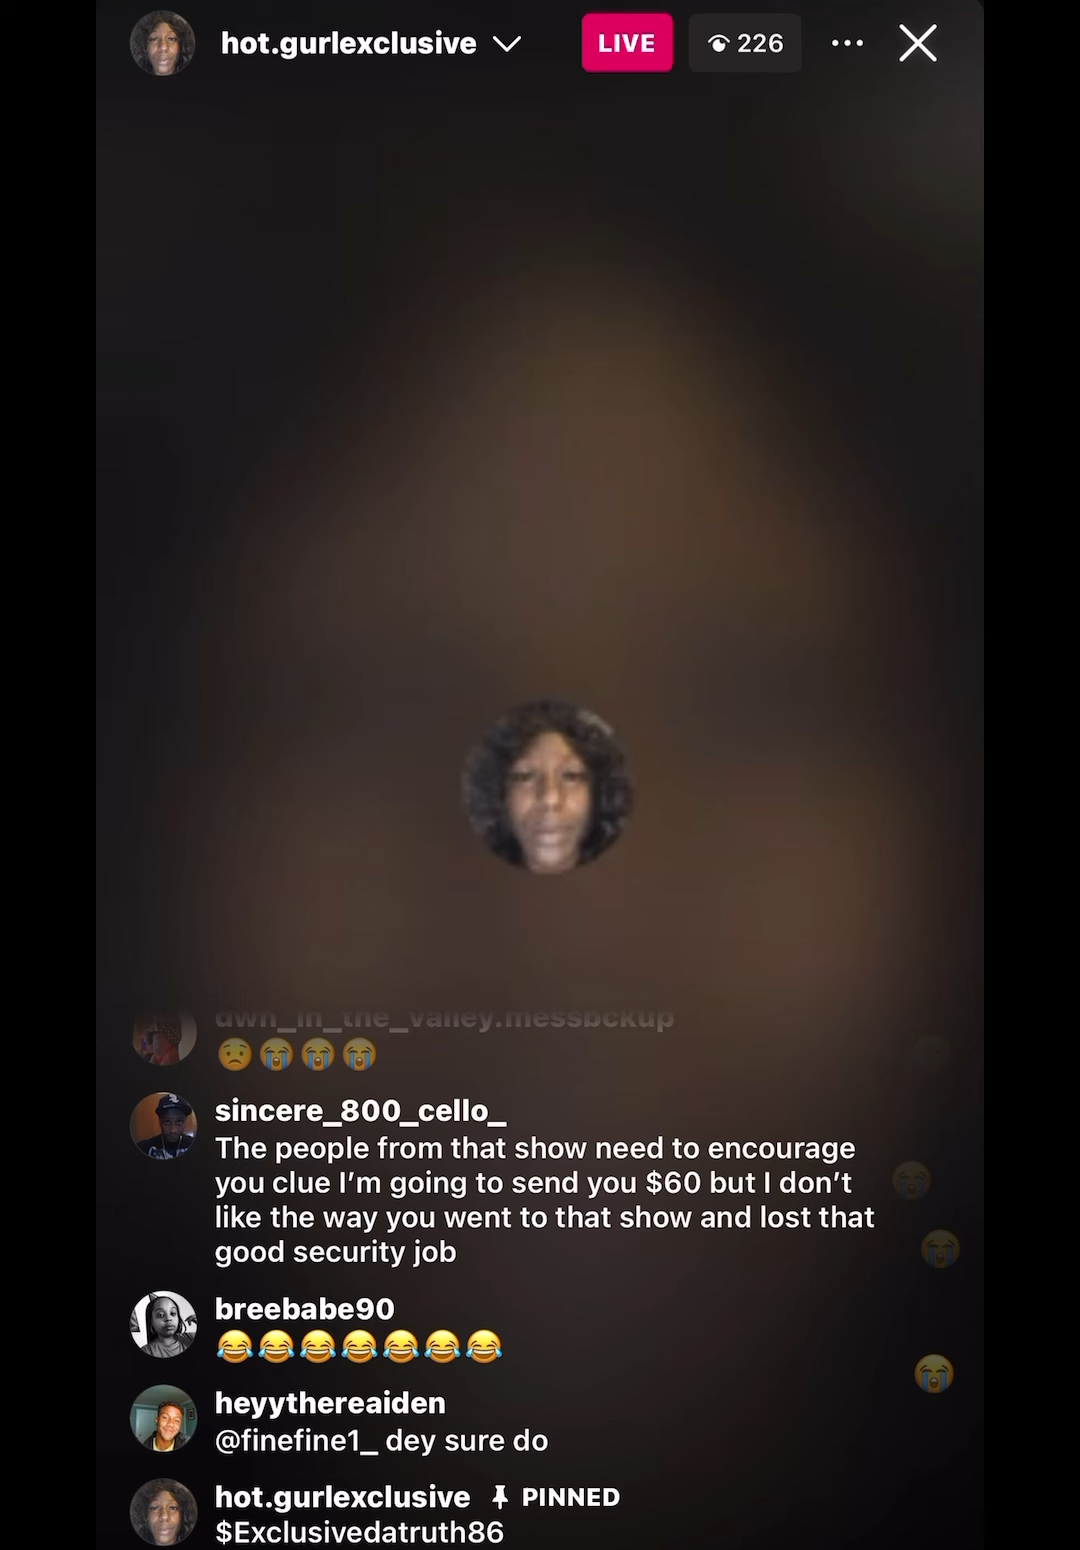 hot.gurlexclusive
LIVE
226
dwn_in_the_valley.messbckup
😟😭😭😭
sincere_800_cello_
The people from that show need to encourage
you clue I’m going to send you $60 but I don’t
like the way you went to that show and lost that
good security job
breebabe90
😂😂😂😂😂😂😂
heyythereaiden
@finefine1_ dey sure do
hot.gurlexclusive PINNED
$Exclusivedatruth86